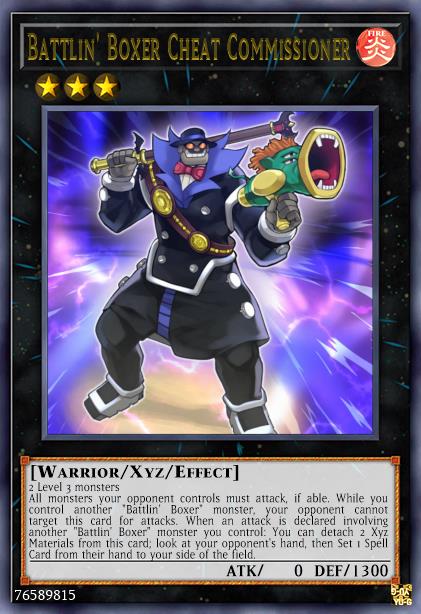 BATTLIN' BOXER CHEAT COMMISSIONER
FIRE
炎
[WARRIOR/XYZ/EFFECT]
2 Level 3 monsters
All monsters your opponent controls must attack, if able. While you
control another "Battlin' Boxer" monster, your opponent cannot
target this card for attacks. When an attack is declared involving
another "Battlin' Boxer" monster you control: You can detach 2 Xyz
Materials from this card; look at your opponent's hand, then Set 1 Spell
Card from their hand to your side of the field.
ATK/ 0 DEF/1300
76589815